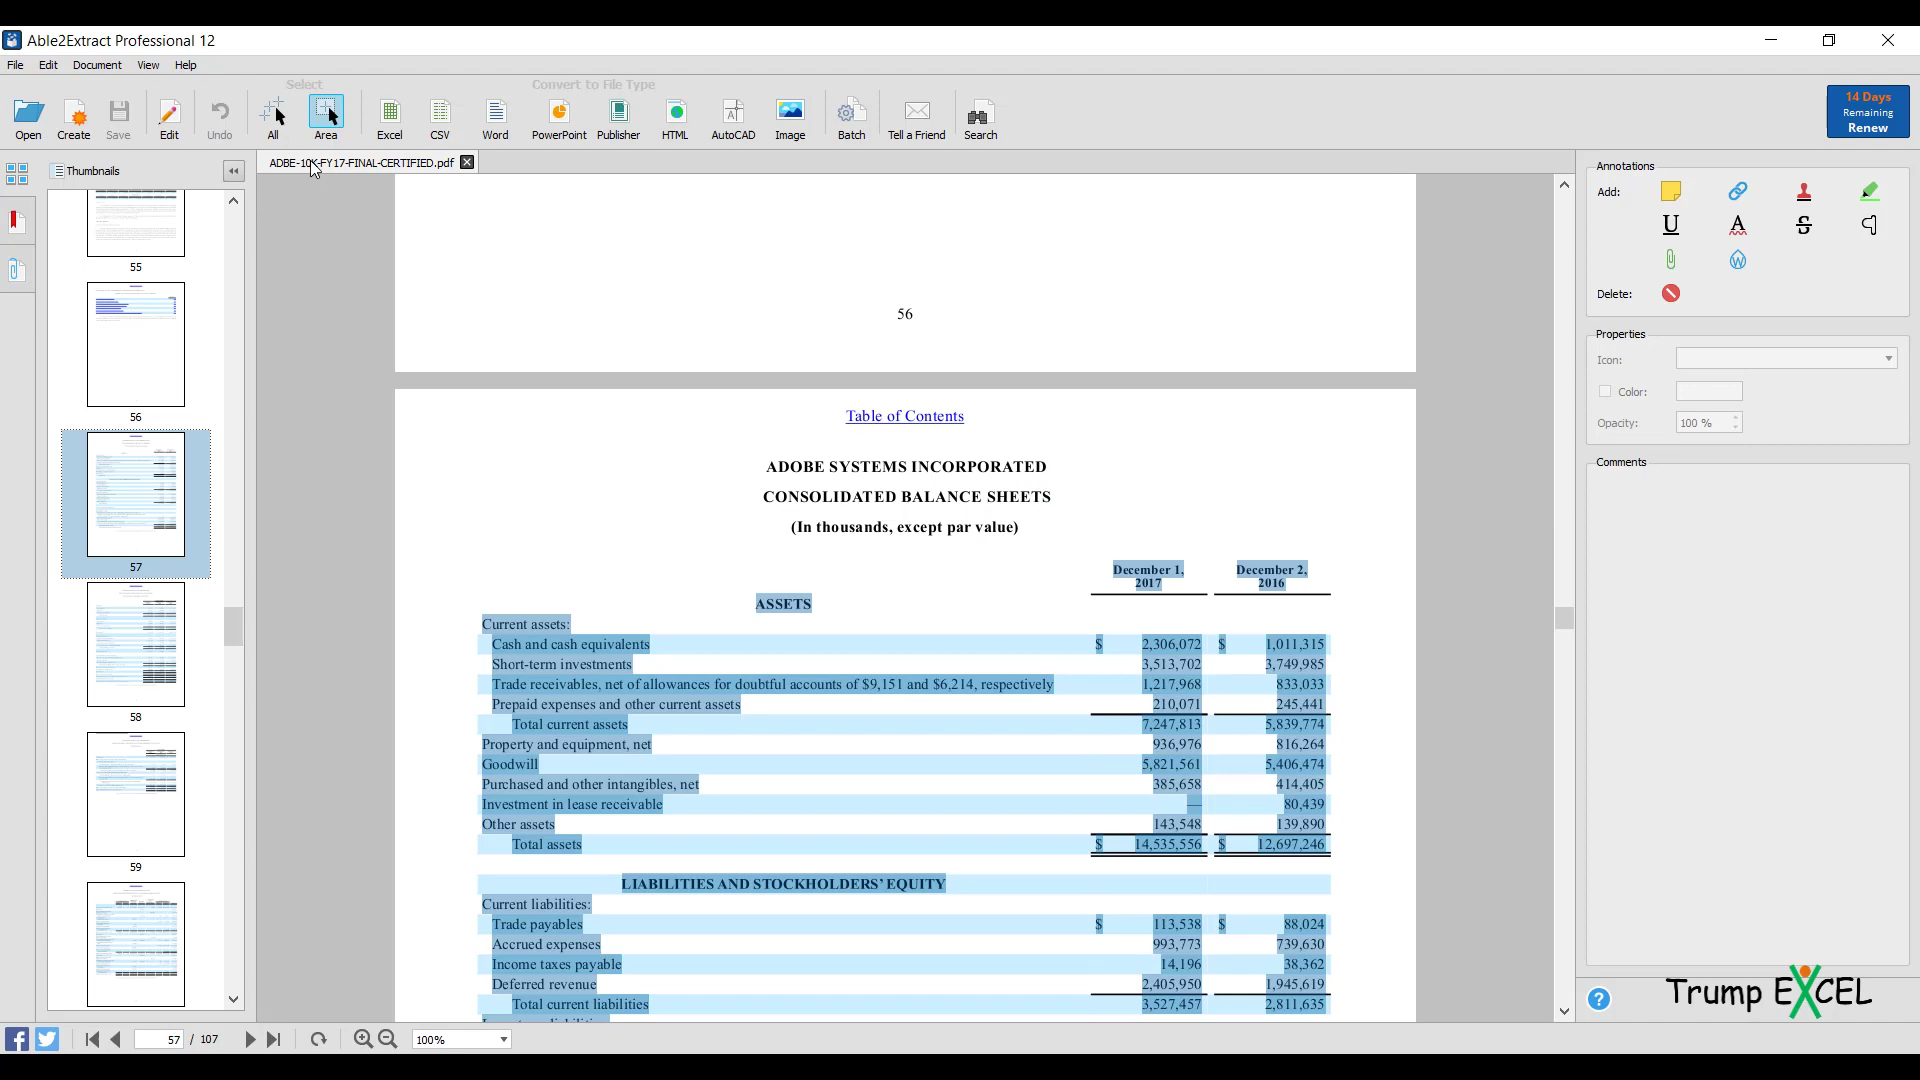 Able2Extract Professional 12
File Edit Document View Help
Select Convert to File Type
Open Create Save Edit Undo All Area Excel CSV Word PowerPoint Publisher HTML AutoCAD Image Batch Tell a Friend Search
14 Days
Remaining
Renew
Thumbnails
ADBE-10K-FY17-FINAL-CERTIFIED.pdf
55
56
57
58
59
56
Table of Contents
ADOBE SYSTEMS INCORPORATED
CONSOLIDATED BALANCE SHEETS
(In thousands, except par value)
December 1, December 2,
2017 2016
ASSETS
Current assets:
Cash and cash equivalents $ 2,306,072 $ 1,011,315
Short-term investments 3,513,702 3,749,985
Trade receivables, net of allowances for doubtful accounts of $9,151 and $6,214, respectively 1,217,968 833,033
Prepaid expenses and other current assets 210,071 245,441
Total current assets 7,247,813 5,839,774
Property and equipment, net 936,976 816,264
Goodwill 5,821,561 5,406,474
Purchased and other intangibles, net 385,658 414,405
Investment in lease receivable — 80,439
Other assets 143,548 139,890
Total assets $ 14,535,556 $ 12,697,246
LIABILITIES AND STOCKHOLDERS' EQUITY
Current liabilities:
Trade payables $ 113,538 $ 88,024
Accrued expenses 993,773 739,630
Income taxes payable 14,196 38,362
Deferred revenue 2,405,950 1,945,619
Total current liabilities 3,527,457 2,811,635
Annotations
Add:
U A S
W
Delete:
Properties
Icon:
Color:
Opacity: 100 %
Comments
? Trump EXCEL
57 / 107 100%